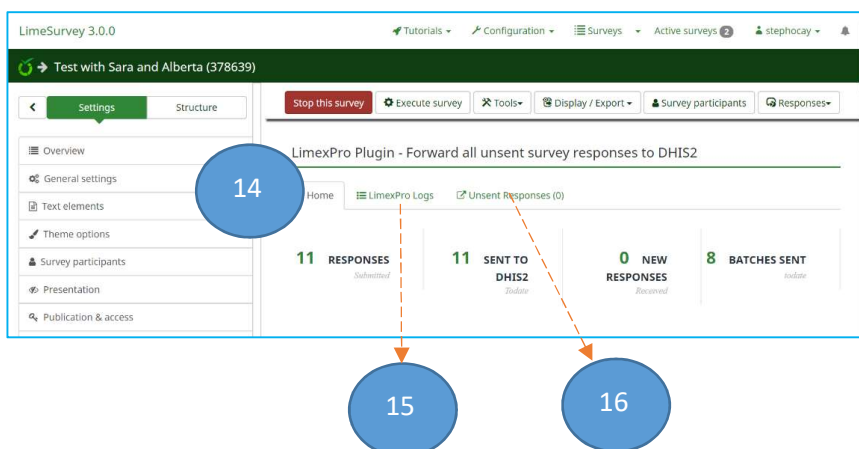 LimeSurvey 3.0.0 Tutorials Configuration Surveys Active surveys 2 stephocay
Test with Sara and Alberta (378639)
Settings Structure
Stop this survey Execute survey Tools Display / Export Survey participants Responses
Overview
General settings
Text elements
Theme options
Survey participants
Presentation
Publication & access
LimexPro Plugin - Forward all unsent survey responses to DHIS2
14
Home LimexPro Logs Unsent Responses (0)
11 RESPONSES
Submitted
11 SENT TO
DHIS2
Todate
0 NEW
RESPONSES
Received
8 BATCHES SENT
todate
15
16